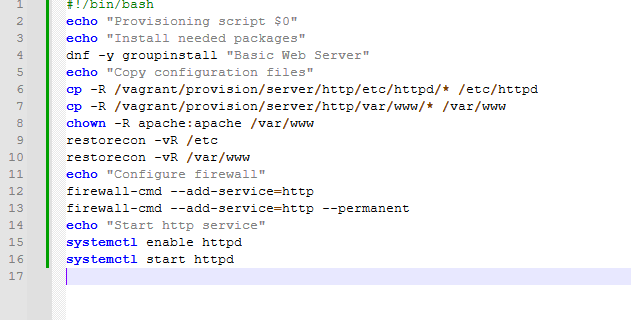 1 #!/bin/bash
2 echo "Provisioning script $0"
3 echo "Install needed packages"
4 dnf -y groupinstall "Basic Web Server"
5 echo "Copy configuration files"
6 cp -R /vagrant/provision/server/http/etc/httpd/* /etc/httpd
7 cp -R /vagrant/provision/server/http/var/www/* /var/www
8 chown -R apache:apache /var/www
9 restorecon -vR /etc
10 restorecon -vR /var/www
11 echo "Configure firewall"
12 firewall-cmd --add-service=http
13 firewall-cmd --add-service=http --permanent
14 echo "Start http service"
15 systemctl enable httpd
16 systemctl start httpd
17